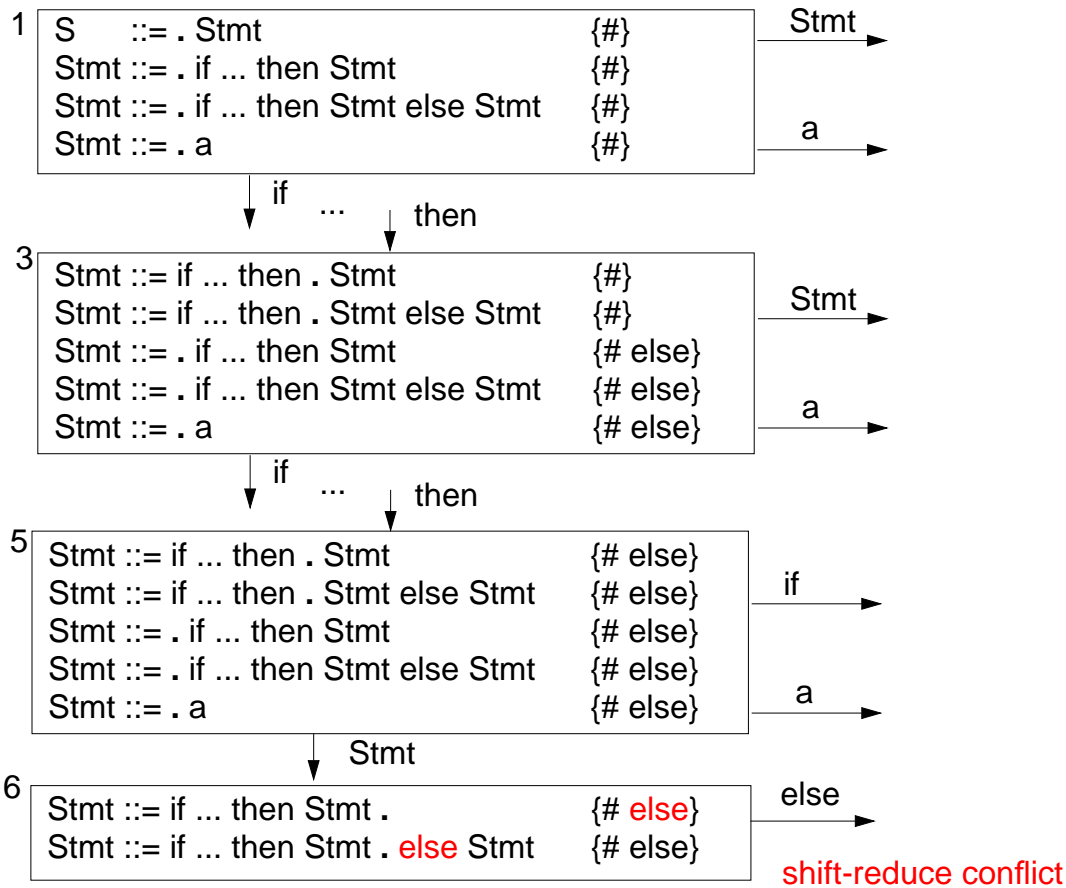 1
S ::= . Stmt {#}
Stmt ::= . if ... then Stmt {#}
Stmt ::= . if ... then Stmt else Stmt {#}
Stmt ::= . a {#}
Stmt
a
if ... then
3
Stmt ::= if ... then . Stmt {#}
Stmt ::= if ... then . Stmt else Stmt {#}
Stmt ::= . if ... then Stmt {# else}
Stmt ::= . if ... then Stmt else Stmt {# else}
Stmt ::= . a {# else}
Stmt
a
if ... then
5
Stmt ::= if ... then . Stmt {# else}
Stmt ::= if ... then . Stmt else Stmt {# else}
Stmt ::= . if ... then Stmt {# else}
Stmt ::= . if ... then Stmt else Stmt {# else}
Stmt ::= . a {# else}
if
a
Stmt
6
Stmt ::= if ... then Stmt . {# else}
Stmt ::= if ... then Stmt . else Stmt {# else}
else
shift-reduce conflict